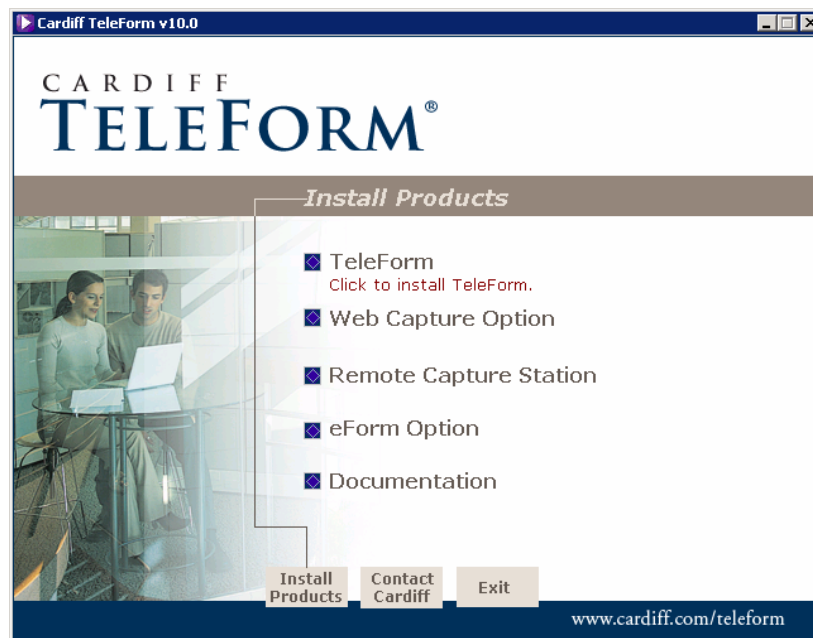 Cardiff TeleForm v10.0
CARDIFF
TELEFORM®
Install Products
TeleForm
Click to install TeleForm.
Web Capture Option
Remote Capture Station
eForm Option
Documentation
Install
Products
Contact
Cardiff
Exit
www.cardiff.com/teleform